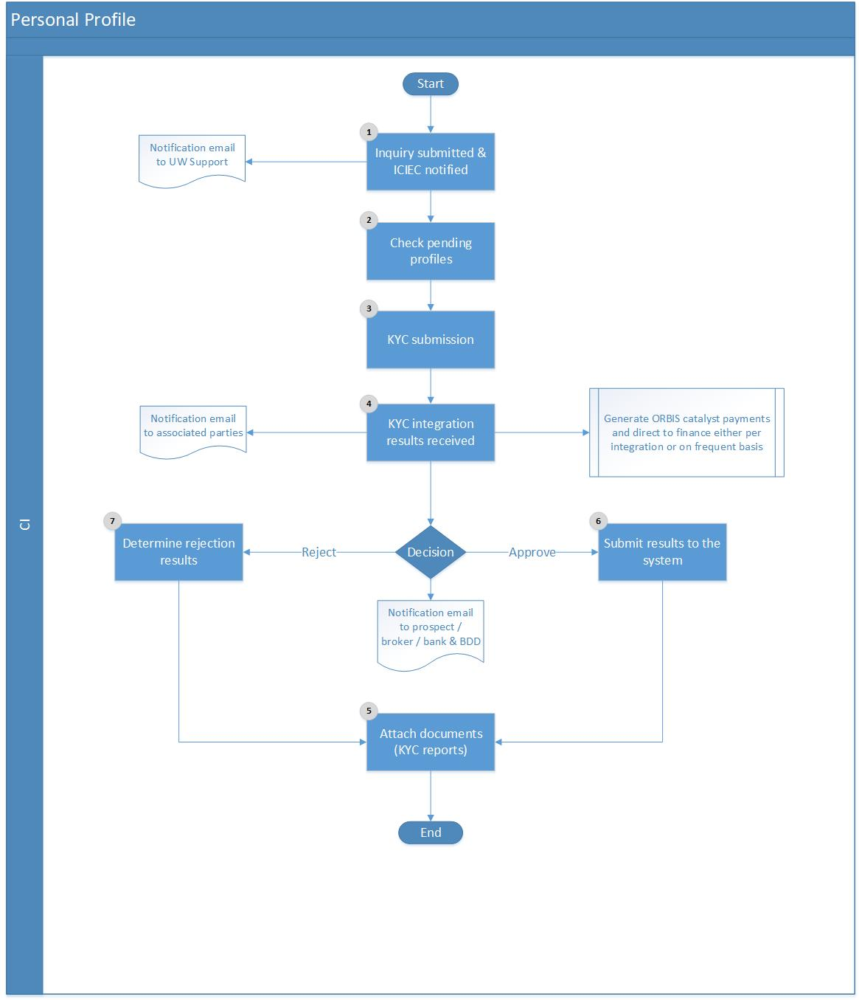 Personal Profile
CI
Start
1
Inquiry submitted &
ICIEC notified
Notification email
to UW Support
2
Check pending
profiles
3
KYC submission
4
KYC integration
results received
Notification email
to associated parties
Generate ORBIS catalyst payments
and direct to finance either per
integration or on frequent basis
7
Determine rejection
results
Reject
Decision
Approve
6
Submit results to the
system
Notification email
to prospect /
broker / bank & BDD
5
Attach documents
(KYC reports)
End